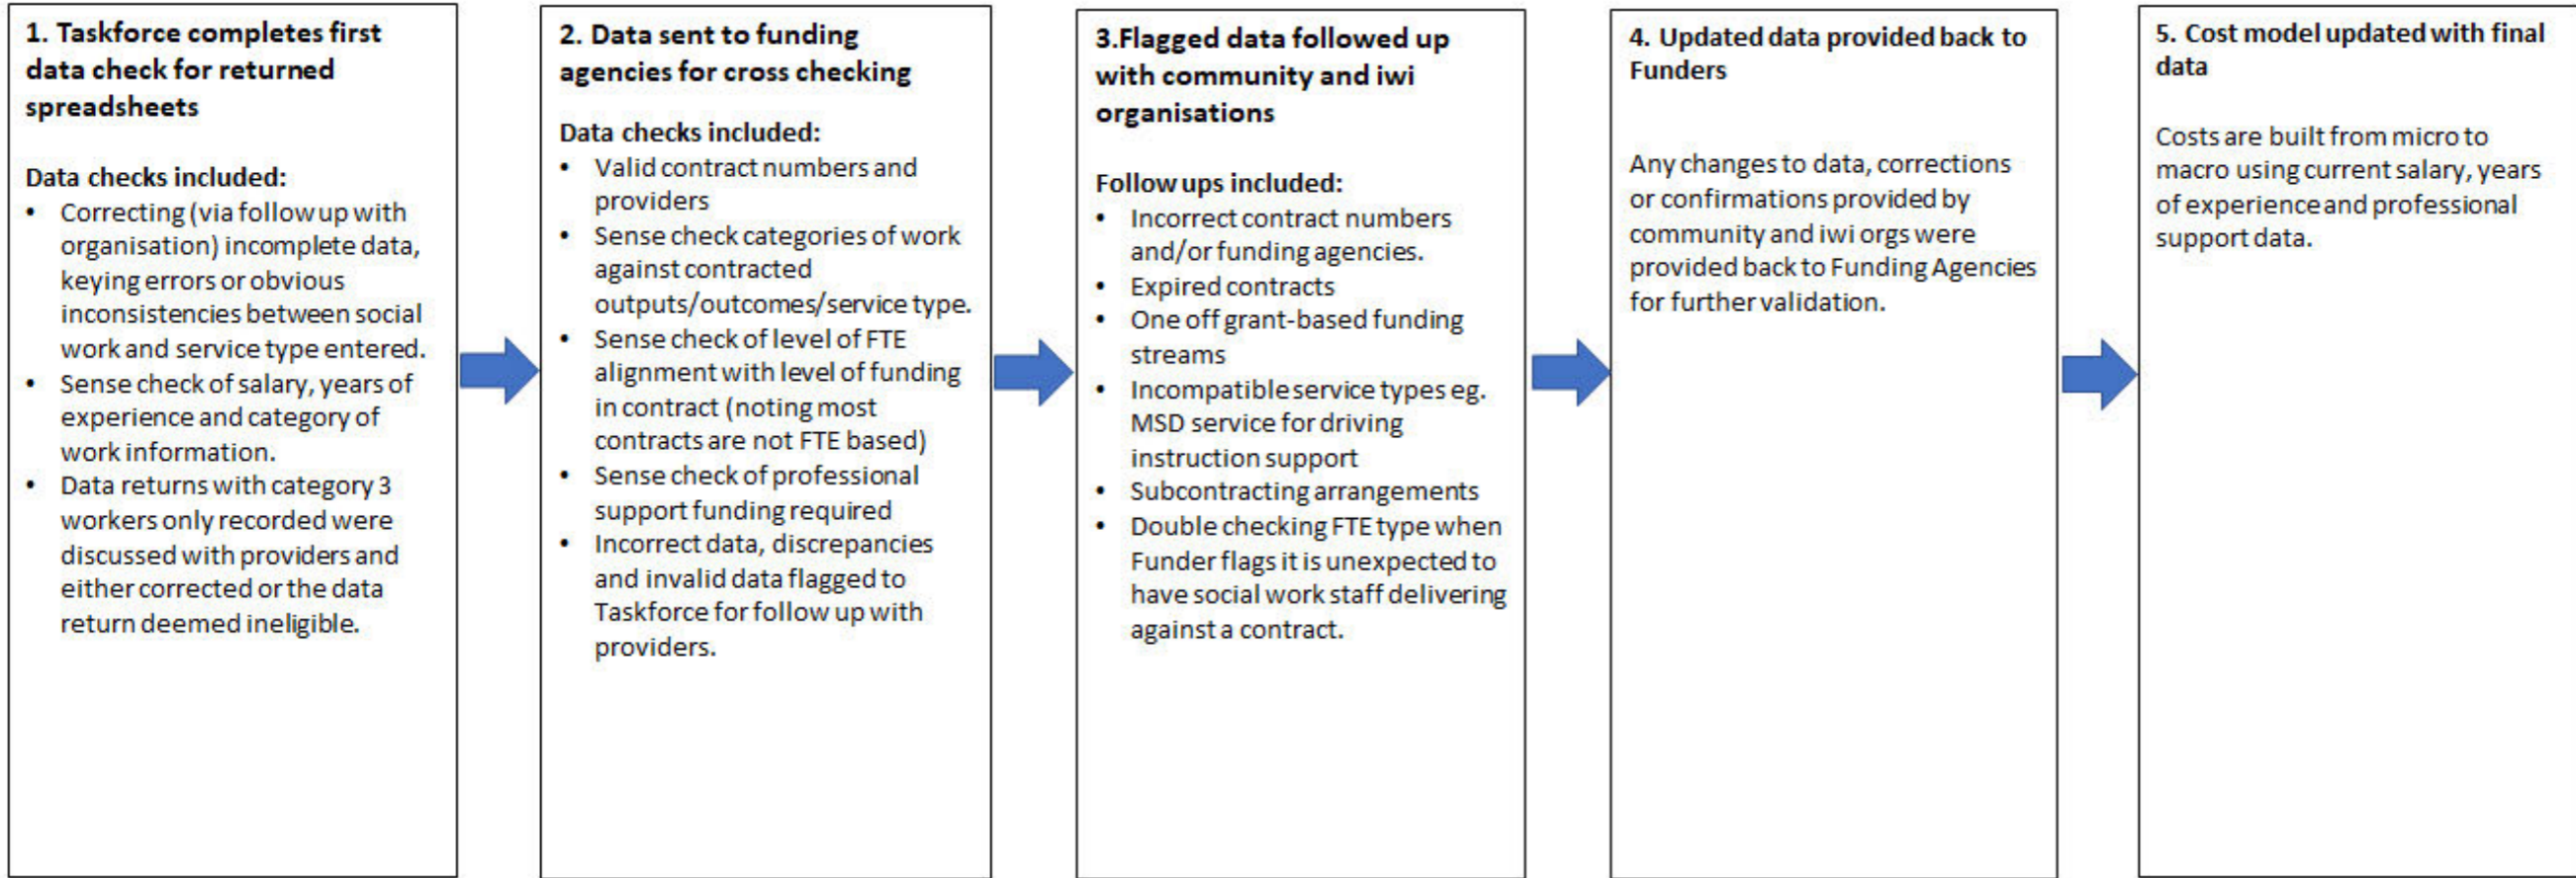 1. Taskforce completes first
data check for returned
spreadsheets
Data checks included:
• Correcting (via follow up with
organisation) incomplete data,
keying errors or obvious
inconsistencies between social
work and service type entered.
• Sense check of salary, years of
experience and category of
work information.
• Data returns with category 3
workers only recorded were
discussed with providers and
either corrected or the data
return deemed ineligible.
2. Data sent to funding
agencies for cross checking
Data checks included:
• Valid contract numbers and
providers
• Sense check categories of work
against contracted
outputs/outcomes/service type.
• Sense check of level of FTE
alignment with level of funding
in contract (noting most
contracts are not FTE based)
• Sense check of professional
support funding required
• Incorrect data, discrepancies
and invalid data flagged to
Taskforce for follow up with
providers.
3.Flagged data followed up
with community and iwi
organisations
Follow ups included:
• Incorrect contract numbers
and/or funding agencies.
• Expired contracts
• One off grant-based funding
streams
• Incompatible service types eg.
MSD service for driving
instruction support
• Subcontracting arrangements
• Double checking FTE type when
Funder flags it is unexpected to
have social work staff delivering
against a contract.
4. Updated data provided back to
Funders
Any changes to data, corrections
or confirmations provided by
community and iwi orgs were
provided back to Funding Agencies
for further validation.
5. Cost model updated with final
data
Costs are built from micro to
macro using current salary, years
of experience and professional
support data.